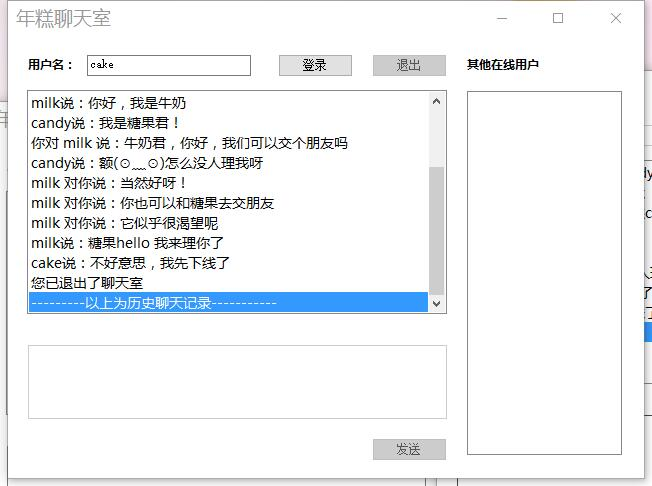 年糕聊天室
用户名： cake 登录 退出 其他在线用户
milk说：你好，我是牛奶
candy说：我是糖果君！
你对 milk 说：牛奶君，你好，我们可以交个朋友吗
candy说：额(⊙﹏⊙)怎么没人理我呀
milk 对你说：当然好呀！
milk 对你说：你也可以和糖果去交朋友
milk 对你说：它似乎很渴望呢
milk说：糖果hello 我来理你了
cake说：不好意思，我先下线了
您已退出了聊天室
---------以上为历史聊天记录-----------
发送